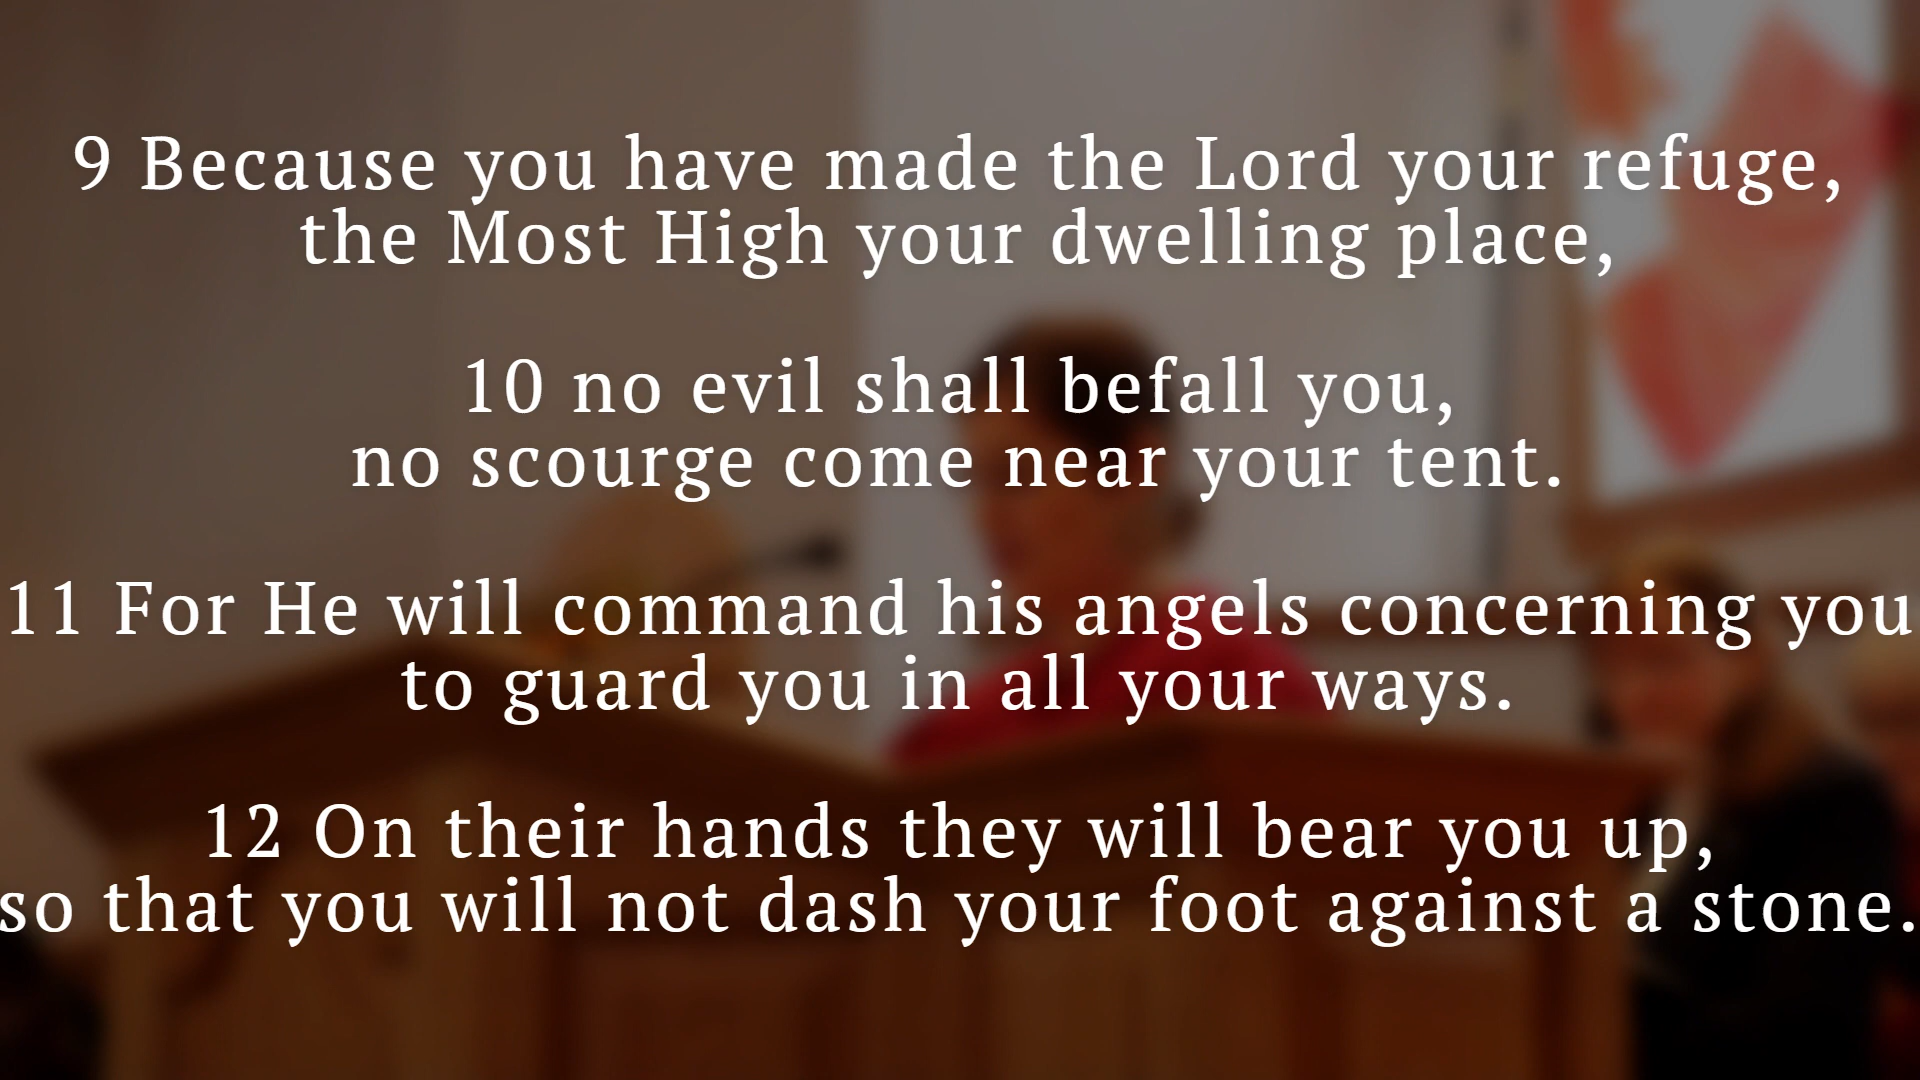 9 Because you have made the Lord your refuge,
the Most High your dwelling place,
10 no evil shall befall you,
no scourge come near your tent.
11 For He will command his angels concerning you
to guard you in all your ways.
12 On their hands they will bear you up,
so that you will not dash your foot against a stone.